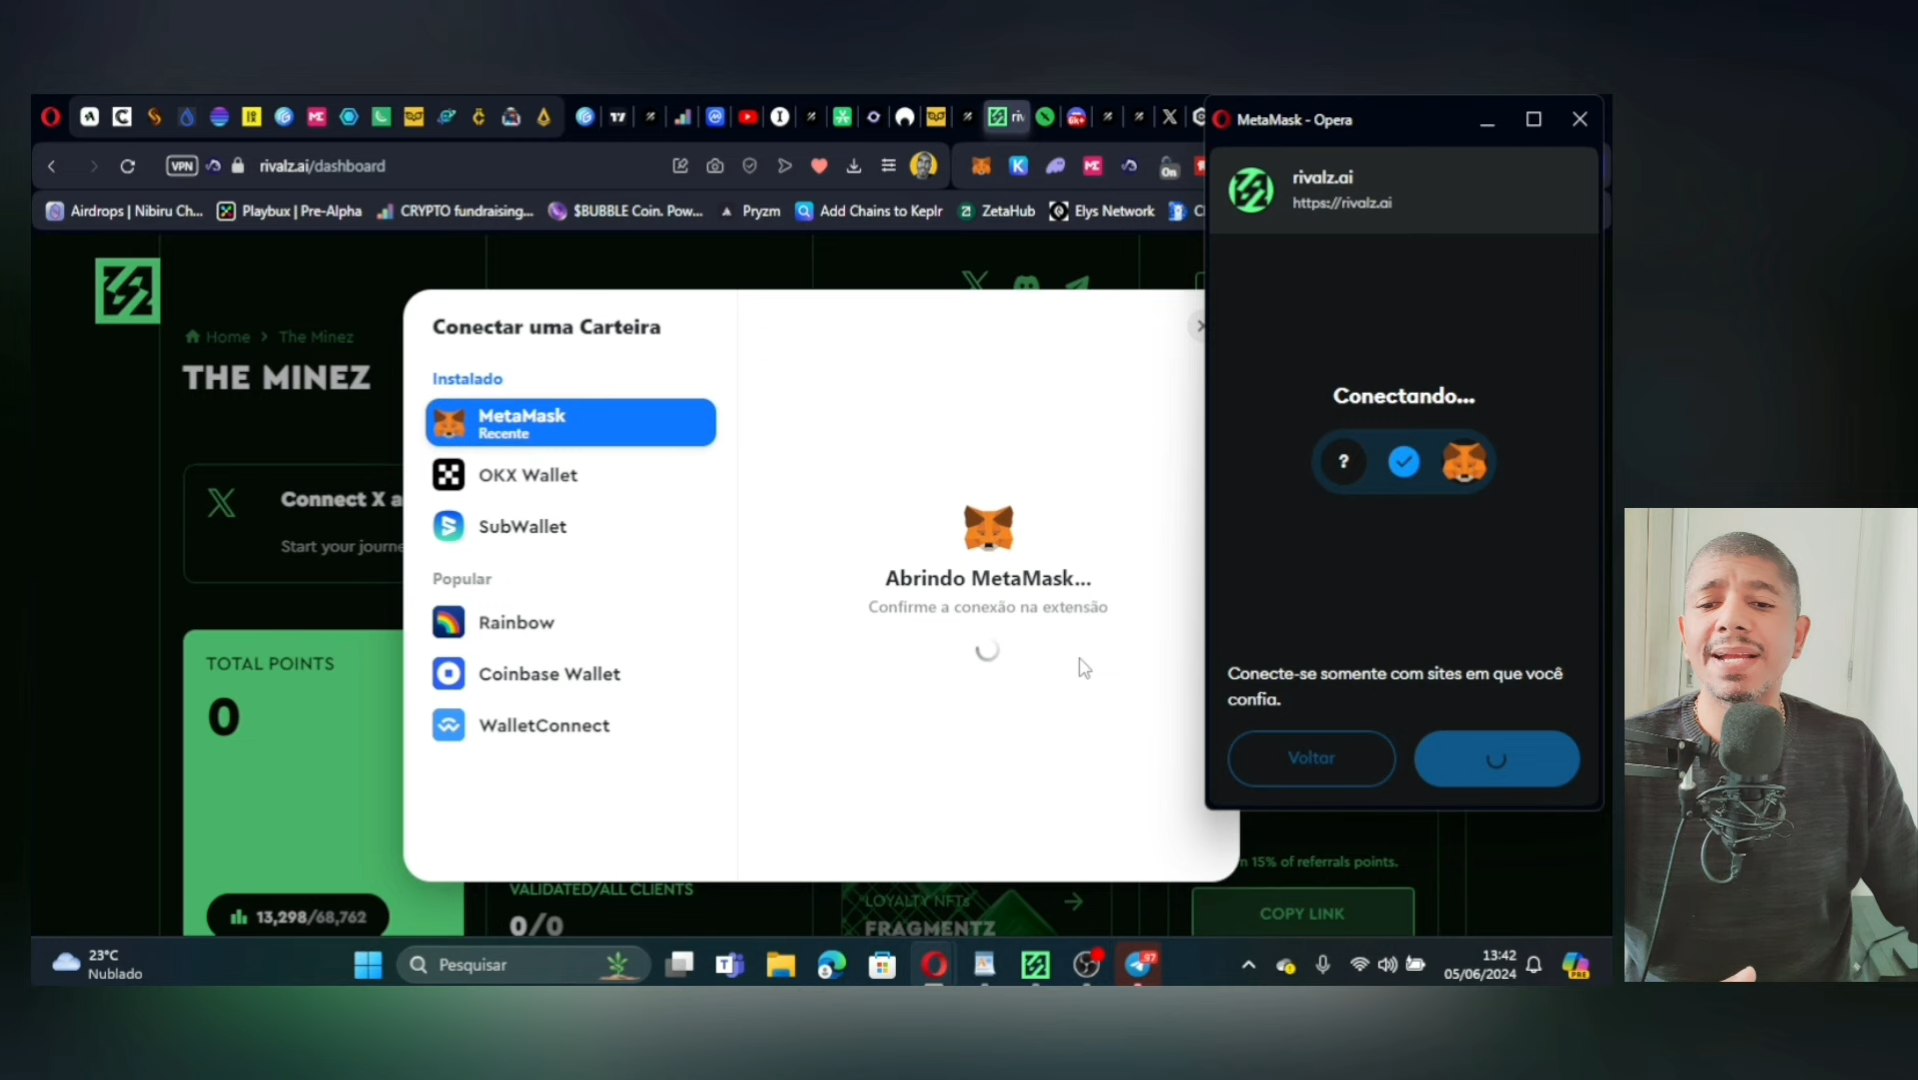 MetaMask - Opera
VPN
rivalz.ai/dashboard
On
Airdrops | Nibiru Ch...
Playbux | Pre-Alpha
CRYPTO fundraising...
$BUBBLE Coin. Pow...
Pryzm
Add Chains to Keplr
ZetaHub
Elys Network
rivalz.ai
https://rivalz.ai
Home > The Minez
THE MINEZ
Connect X a
Start your journe
TOTAL POINTS
0
13,298/68,762
Conectar uma Carteira
Instalado
MetaMask
Recente
OKX Wallet
SubWallet
Popular
Rainbow
Coinbase Wallet
WalletConnect
Abrindo MetaMask...
Confirme a conexão na extensão
Conectando...
?
Conecte-se somente com sites em que você
confia.
Voltar
VALIDATED/ALL CLIENTS
0/0
LOYALTY NFTs
FRAGMENTZ
n 15% of referrals points.
COPY LINK
23°C
Nublado
Pesquisar
97
13:42
05/06/2024
PRE